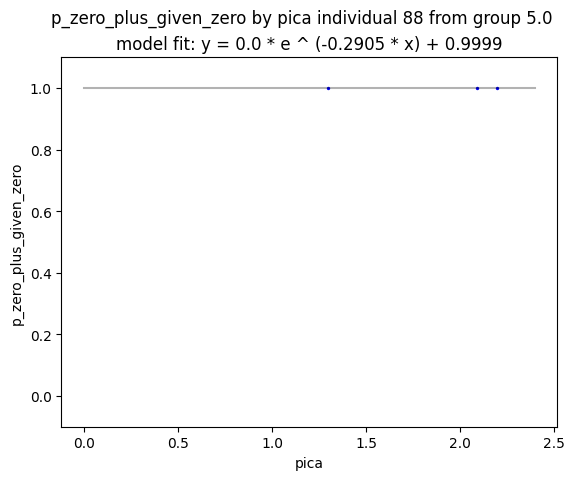 p_zero_plus_given_zero by pica individual 88 from group 5.0
model fit: y = 0.0 * e ^ (-0.2905 * x) + 0.9999
1.0
0.8
0.6
0.4
0.2
0.0
p_zero_plus_given_zero
0.0 0.5 1.0 1.5 2.0 2.5
pica